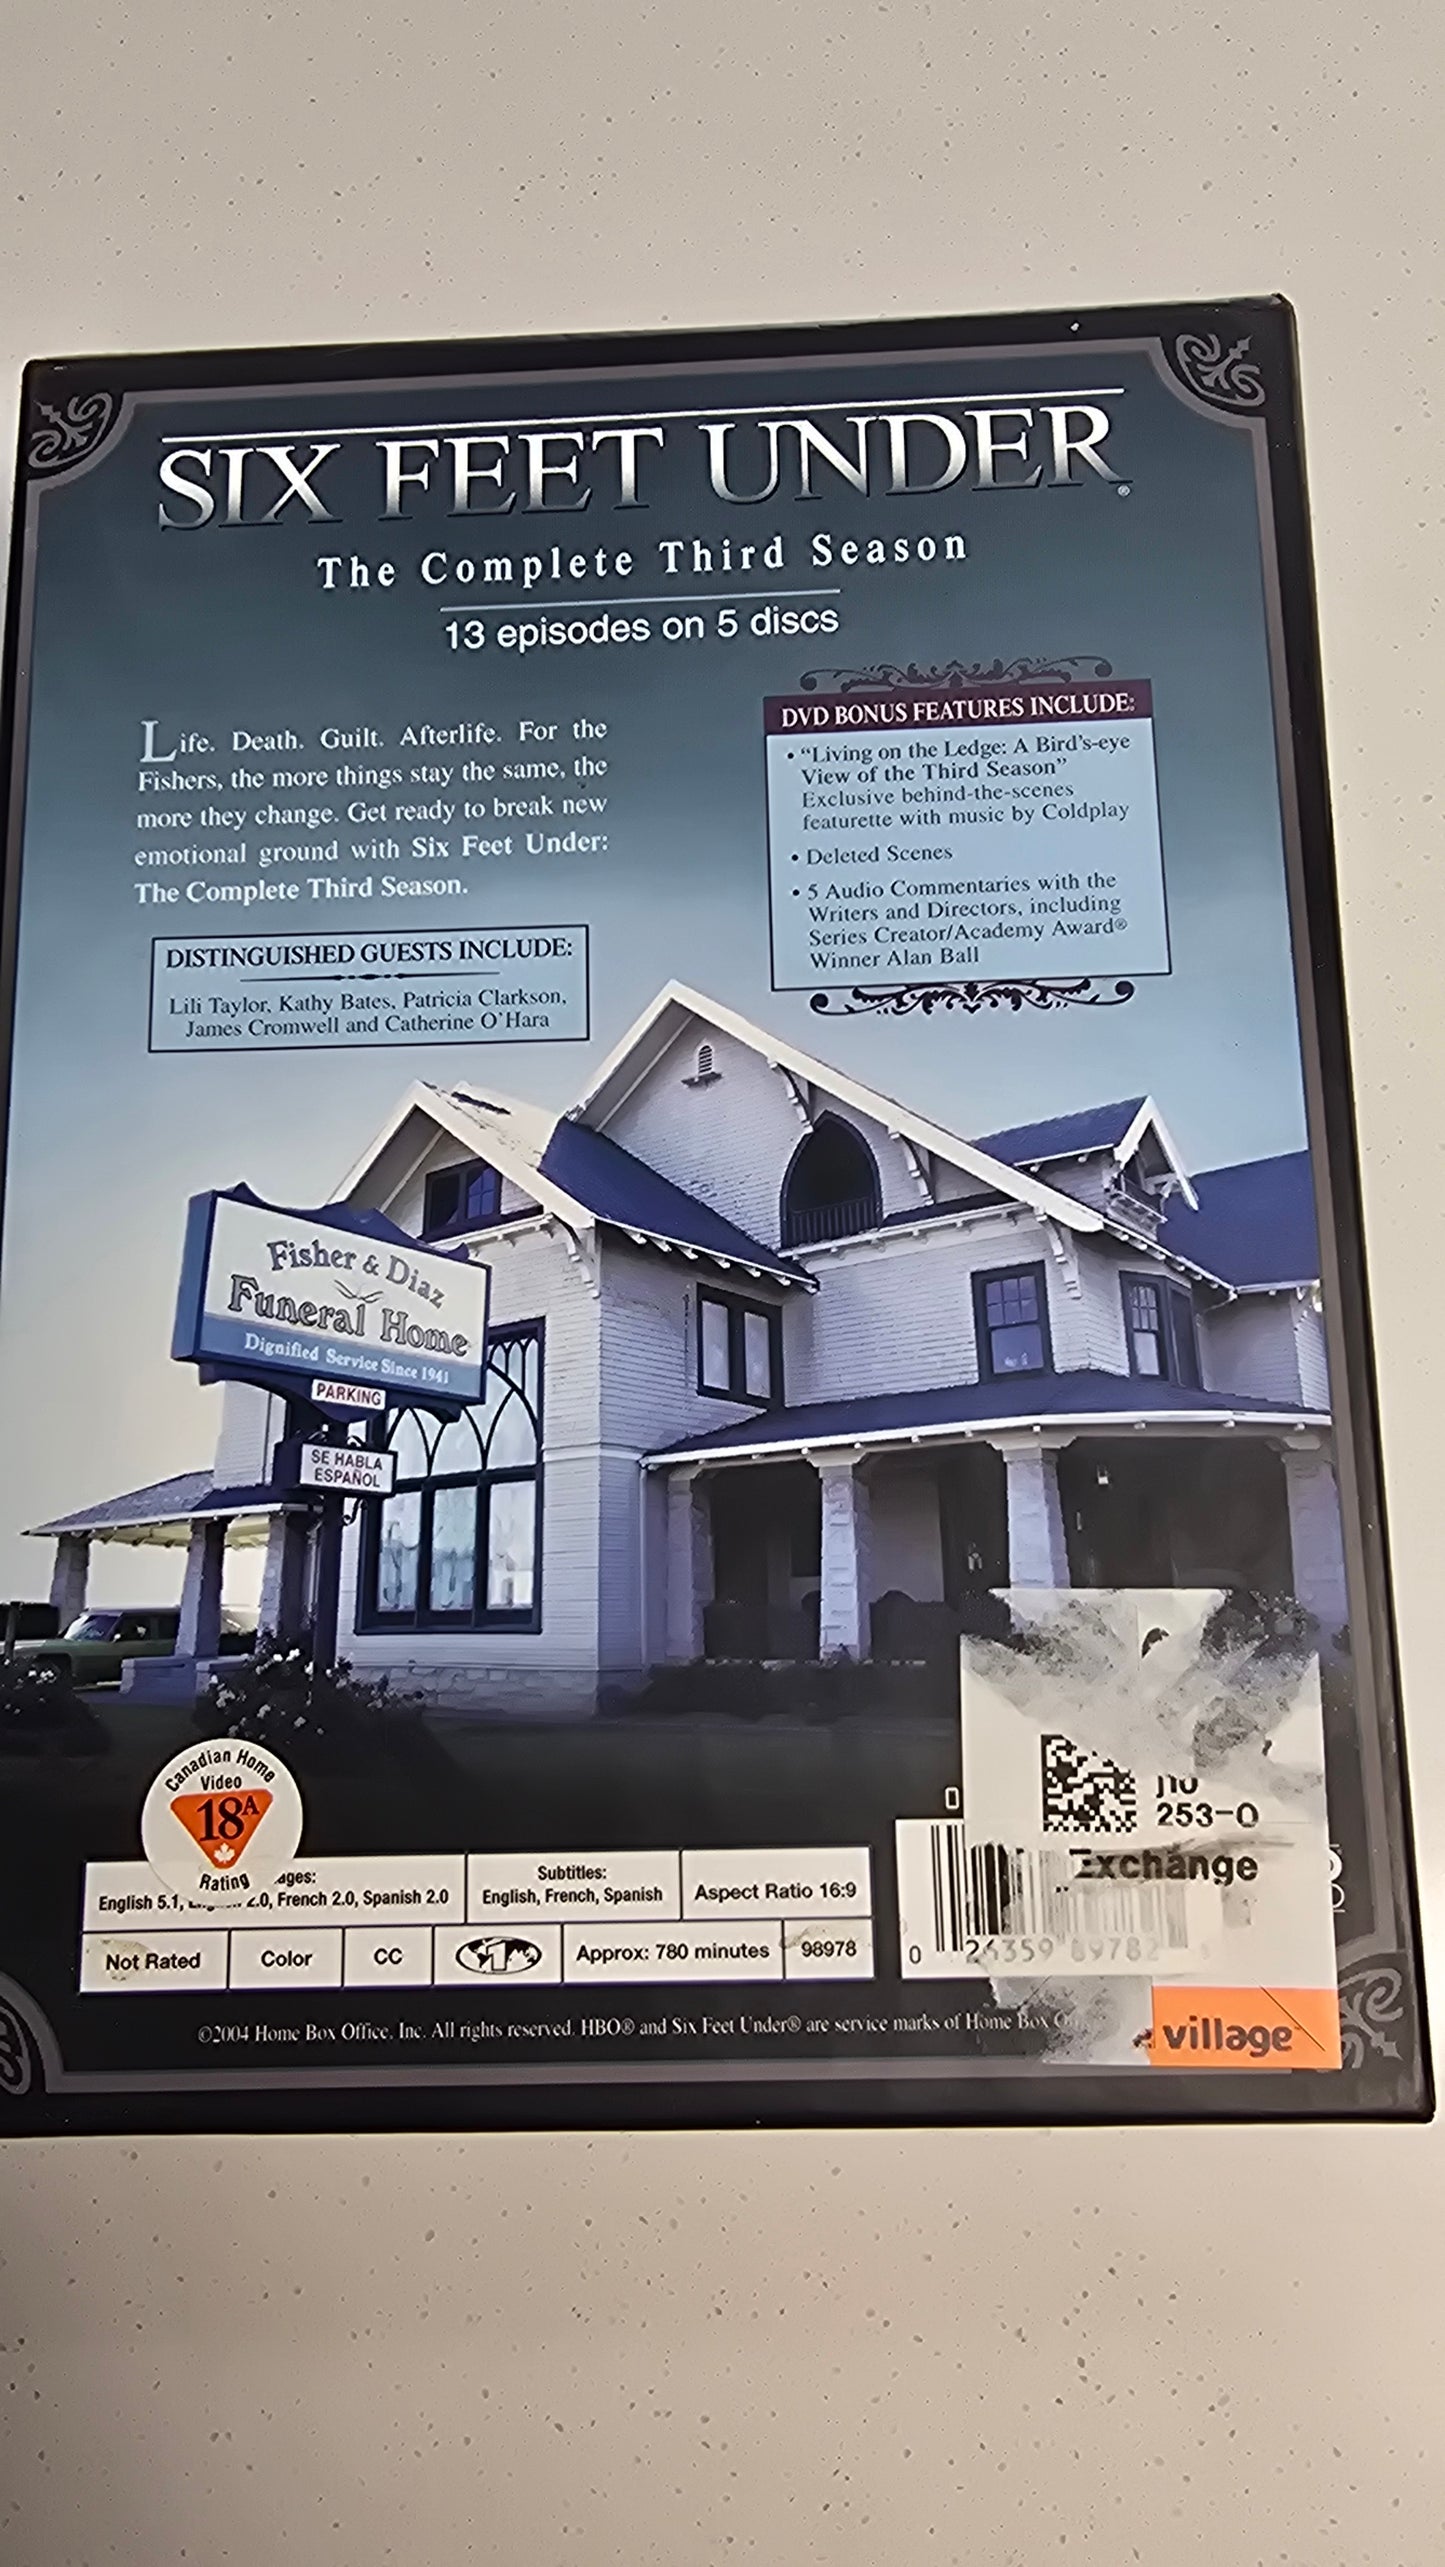 SIX FEET UNDER®
The Complete Third Season
13 episodes on 5 discs
Life. Death. Guilt. Afterlife. For the
Fishers, the more things stay the same, the
more they change. Get ready to break new
emotional ground with Six Feet Under:
The Complete Third Season.
DISTINGUISHED GUESTS INCLUDE:
Lili Taylor, Kathy Bates, Patricia Clarkson,
James Cromwell and Catherine O'Hara
DVD BONUS FEATURES INCLUDE:
• "Living on the Ledge: A Bird's-eye
View of the Third Season"
Exclusive behind-the-scenes
featurette with music by Coldplay
• Deleted Scenes
• 5 Audio Commentaries with the
Writers and Directors, including
Series Creator/Academy Award®
Winner Alan Ball
Fisher & Diaz
Funeral Home
Dignified Service Since 1941
PARKING
SE HABLA
ESPAÑOL
Canadian Home
Video
18A
Rating
English 5.1, 2.0, French 2.0, Spanish 2.0
Subtitles:
English, French, Spanish
Aspect Ratio 16:9
Not Rated
Color
CC
1
Approx: 780 minutes
98978
253-0
Exchange
0
village
©2004 Home Box Office, Inc. All rights reserved. HBO® and Six Feet Under® are service marks of Home Box